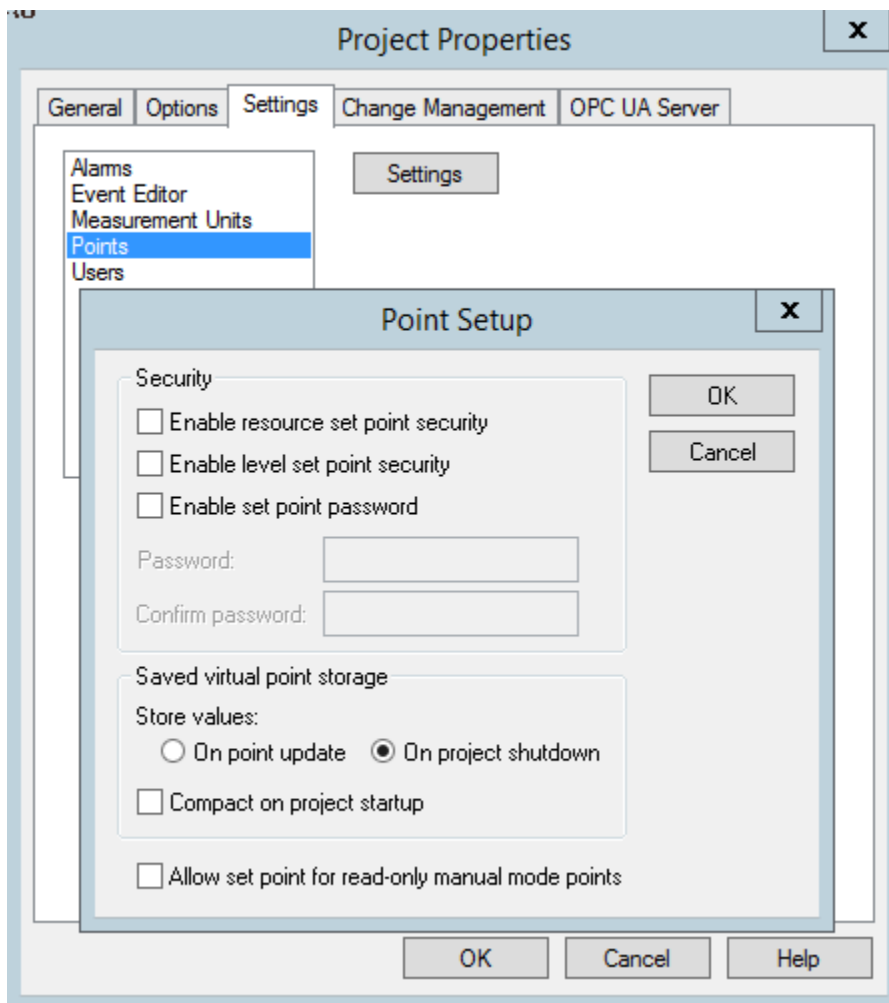 Project Properties
x
General Options Settings Change Management OPC UA Server
Alarms
Event Editor
Measurement Units
Points
Users
Settings
Point Setup
x
Security
Enable resource set point security
Enable level set point security
Enable set point password
Password:
Confirm password:
OK
Cancel
Saved virtual point storage
Store values:
On point update On project shutdown
Compact on project startup
Allow set point for read-only manual mode points
OK Cancel Help